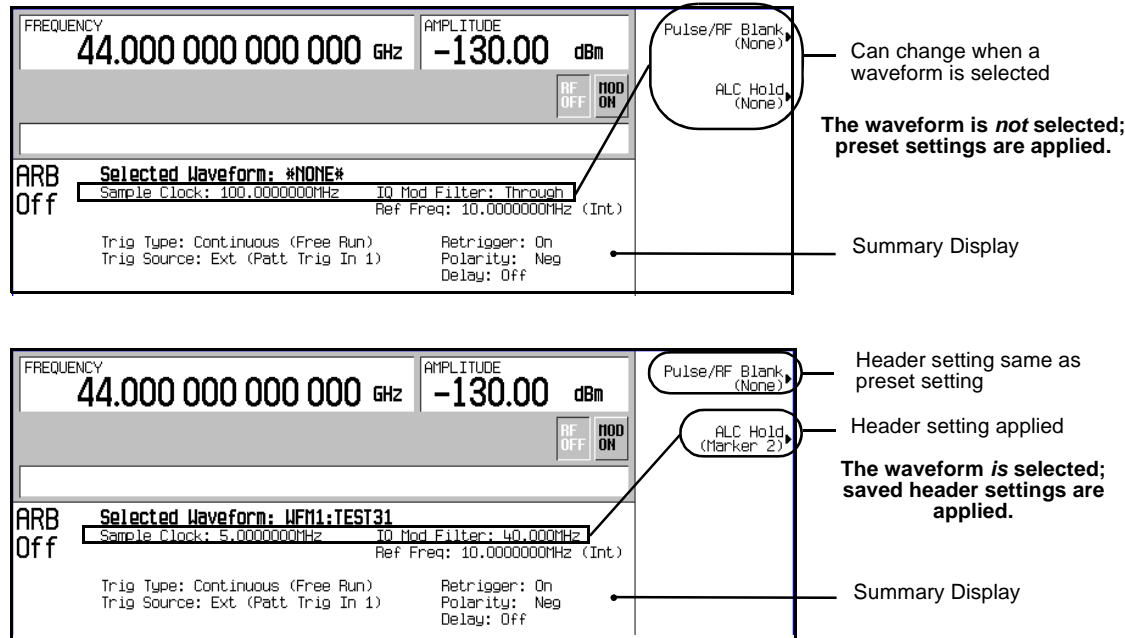 FREQUENCY
44.000 000 000 000 GHz
AMPLITUDE
-130.00 dBm
RF OFF
MOD ON
Pulse/RF Blank
(None)
ALC Hold
(None)
Can change when a
waveform is selected
The waveform is not selected;
preset settings are applied.
ARB
Off
Selected Waveform: *NONE*
Sample Clock: 100.0000000MHz IQ Mod Filter: Through
Ref Freq: 10.0000000MHz (Int)
Trig Type: Continuous (Free Run) Retrigger: On
Trig Source: Ext (Patt Trig In 1) Polarity: Neg
Delay: Off
Summary Display
FREQUENCY
44.000 000 000 000 GHz
AMPLITUDE
-130.00 dBm
RF OFF
MOD ON
Pulse/RF Blank
(None)
ALC Hold
(Marker 2)
Header setting same as
preset setting
Header setting applied
The waveform is selected;
saved header settings are
applied.
ARB
Off
Selected Waveform: WFM1:TEST31
Sample Clock: 5.0000000MHz IQ Mod Filter: 40.000MHz
Ref Freq: 10.0000000MHz (Int)
Trig Type: Continuous (Free Run) Retrigger: On
Trig Source: Ext (Patt Trig In 1) Polarity: Neg
Delay: Off
Summary Display